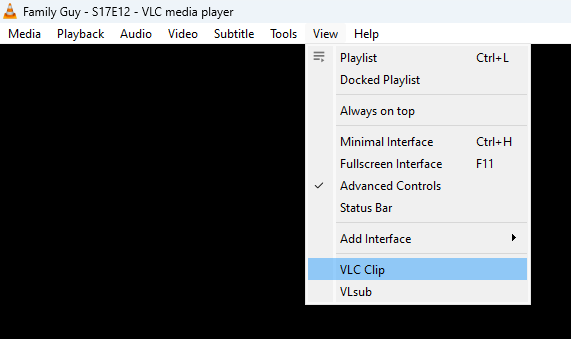 Family Guy - S17E12 - VLC media player
Media Playback Audio Video Subtitle Tools View Help
Playlist Ctrl+L
Docked Playlist
Always on top
Minimal Interface Ctrl+H
Fullscreen Interface F11
Advanced Controls
Status Bar
Add Interface
VLC Clip
VLsub